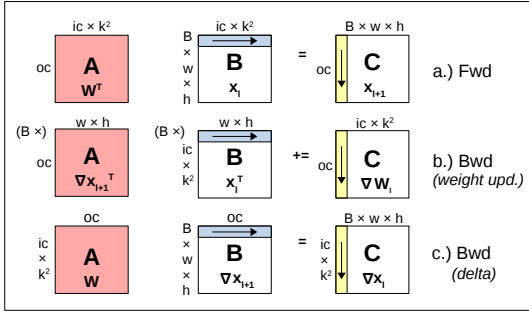 ic × k²
ic × k²
B × w × h
oc
A
Wᵀ
B × w × h
B
xₗ
=
oc
C
xₗ₊₁
a.) Fwd
(B ×)
w × h
(B ×)
w × h
ic × k²
oc
A
∇xₗ₊₁ᵀ
ic × k²
B
xₗᵀ
+=
oc
C
∇Wₗ
b.) Bwd
(weight upd.)
oc
oc
B × w × h
ic × k²
A
W
B × w × h
B
∇xₗ₊₁
=
ic × k²
C
∇xₗ
c.) Bwd
(delta)